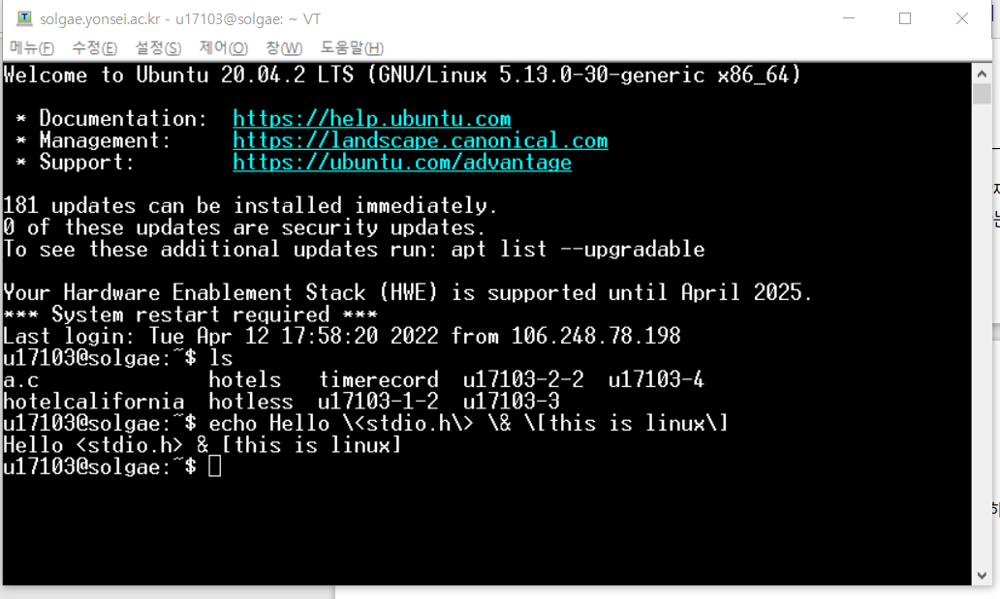 solgae.yonsei.ac.kr - u17103@solgae: ~ VT
메뉴(F) 수정(E) 설정(S) 제어(O) 창(W) 도움말(H)
Welcome to Ubuntu 20.04.2 LTS (GNU/Linux 5.13.0-30-generic x86_64)
* Documentation: https://help.ubuntu.com
* Management: https://landscape.canonical.com
* Support: https://ubuntu.com/advantage
181 updates can be installed immediately.
0 of these updates are security updates.
To see these additional updates run: apt list --upgradable
Your Hardware Enablement Stack (HWE) is supported until April 2025.
*** System restart required ***
Last login: Tue Apr 12 17:58:20 2022 from 106.248.78.198
u17103@solgae:~$ ls
a.c hotels timerecord u17103-2-2 u17103-4
hotelcalifornia hotless u17103-1-2 u17103-3
u17103@solgae:~$ echo Hello \<stdio.h\> \& \[this is linux\]
Hello <stdio.h> & [this is linux]
u17103@solgae:~$